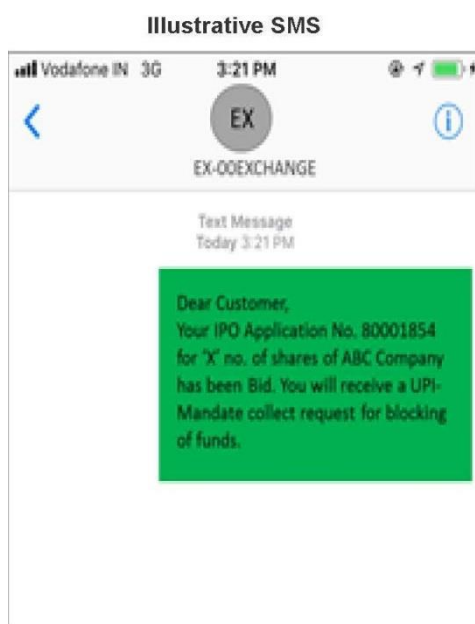 Illustrative SMS
Vodafone IN 3G 3:21 PM
EX
EX-OOEXCHANGE
Text Message
Today 3:21 PM
Dear Customer,
Your IPO Application No. 80001854
for 'X' no. of shares of ABC Company
has been Bid. You will receive a UPI-
Mandate collect request for blocking
of funds.